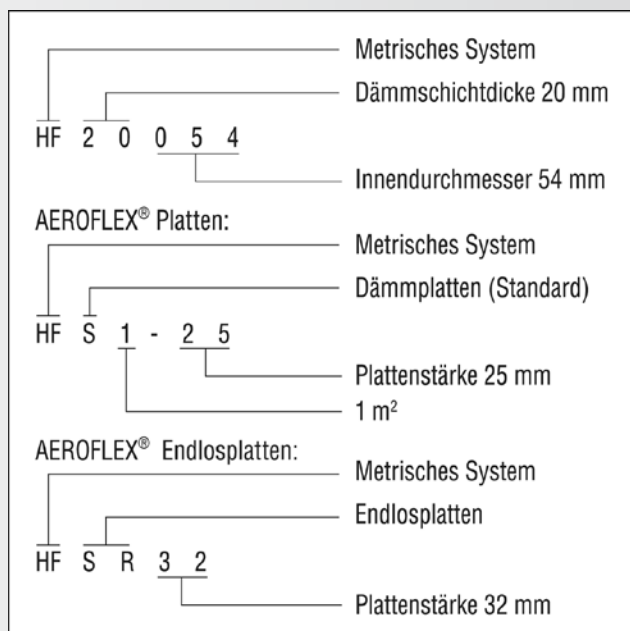 Metrisches System
Dämmschichtdicke 20 mm
HF 2 0 0 5 4
Innendurchmesser 54 mm
AEROFLEX® Platten:
Metrisches System
Dämmplatten (Standard)
HF S 1 - 2 5
Plattenstärke 25 mm
1 m²
AEROFLEX® Endlosplatten:
Metrisches System
Endlosplatten
HF S R 3 2
Plattenstärke 32 mm